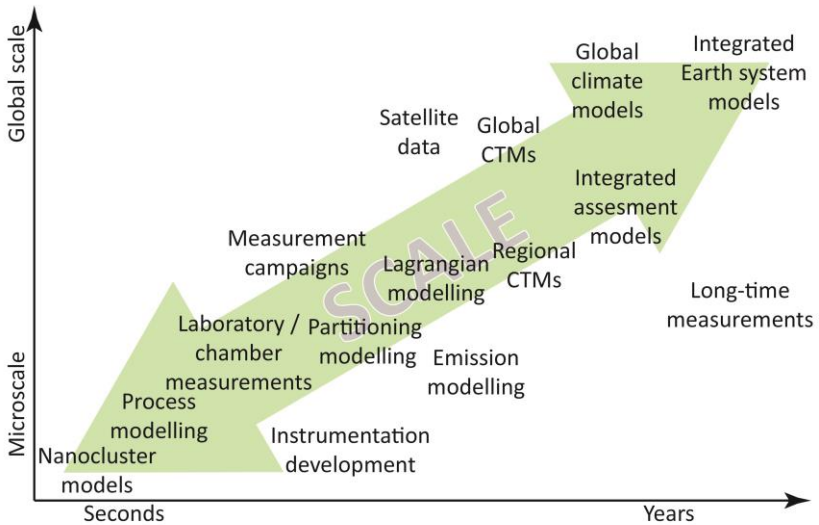 Global scale
Microscale
Global
climate
models
Integrated
Earth system
models
Satellite
data
Global
CTMs
Integrated
assesment
models
Measurement
campaigns
SCALE
Lagrangian
modelling
Regional
CTMs
Long-time
measurements
Laboratory /
chamber
measurements
Partitioning
modelling
Emission
modelling
Process
modelling
Instrumentation
development
Nanocluster
models
Seconds
Years